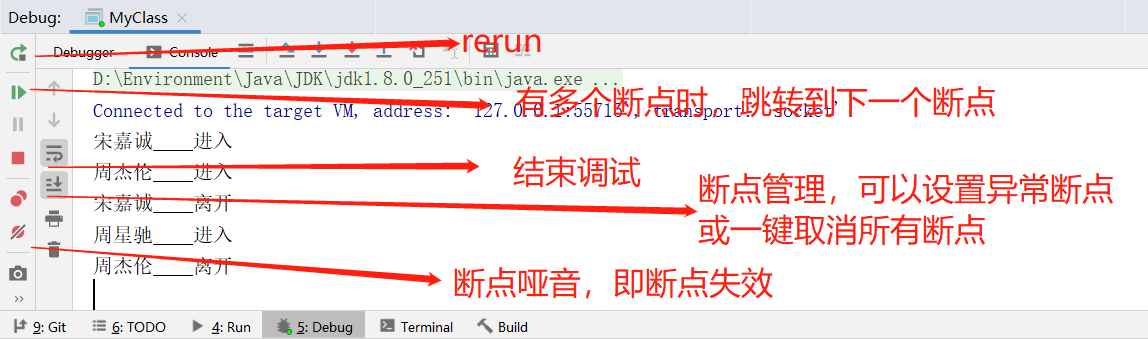 Debug: MyClass
Debugger Console rerun
D:\Environment\Java\JDK\jdk1.8.0_251\bin\java.exe ...
有多个断点时，跳转到下一个断点
Connected to the target VM, address: '127.0.0.1:55715', transport: 'socket'
宋嘉诚____进入
周杰伦____进入
结束调试
宋嘉诚____离开
断点管理，可以设置异常断点
或一键取消所有断点
周星驰____进入
周杰伦____离开
断点哑音，即断点失效
9: Git 6: TODO 4: Run 5: Debug Terminal Build